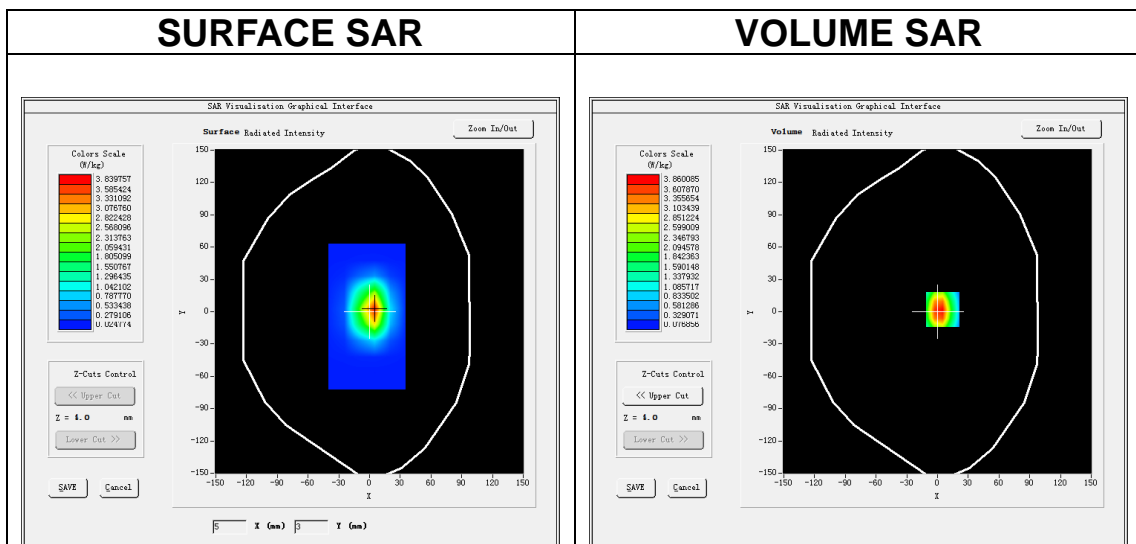 SURFACE SAR
SAR Visualisation Graphical Interface
Surface Radiated Intensity
Zoom In/Out
Colors Scale
(W/kg)
3.839757
3.585424
3.331092
3.076760
2.822428
2.568096
2.313763
2.059431
1.805099
1.550767
1.296435
1.042102
0.787770
0.533438
0.279106
0.024774
Z-Cuts Control
<< Upper Cut
Z = mm
Lower Cut >>
SAVE
Cancel
150
120
90
60
30
0
-30
-60
-90
-120
-150
Y
-150 -120 -90 -60 -30 0 30 60 90 120 150
X
5 X (mm) 3 Y (mm)
VOLUME SAR
SAR Visualisation Graphical Interface
Volume Radiated Intensity
Zoom In/Out
Colors Scale
(W/kg)
3.860085
3.607870
3.355654
3.103439
2.851224
2.599009
2.346793
2.094578
1.842363
1.590148
1.337932
1.085717
0.833502
0.581286
0.329071
0.076856
Z-Cuts Control
<< Upper Cut
Z = mm
Lower Cut >>
SAVE
Cancel
150
120
90
60
30
0
-30
-60
-90
-120
-150
Y
-150 -120 -90 -60 -30 0 30 60 90 120 150
X